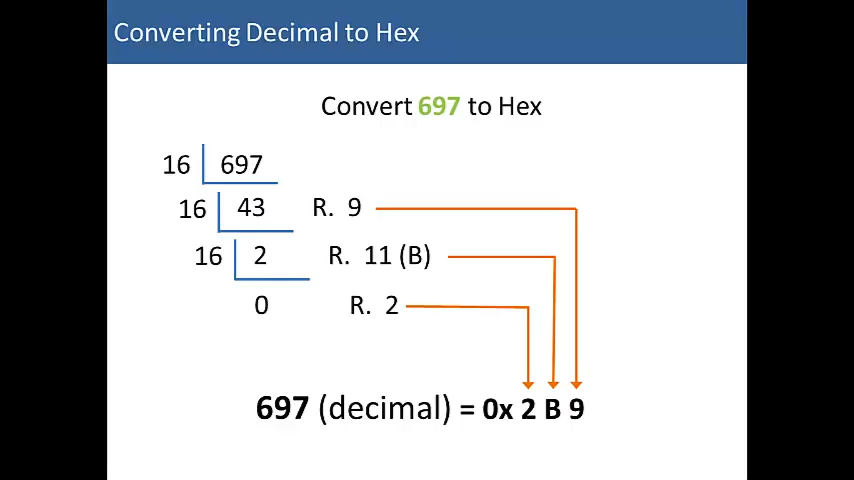 Converting Decimal to Hex
Convert 697 to Hex
16 697
16 43 R. 9
16 2 R. 11 (B)
0 R. 2
697 (decimal) = 0x 2 B 9